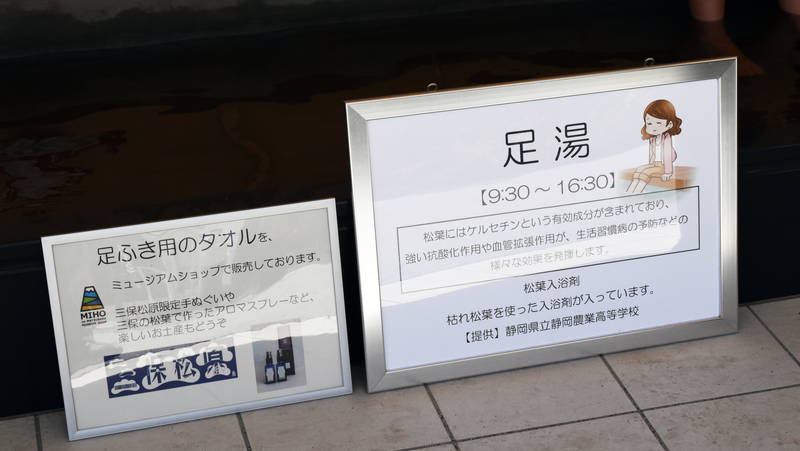 足ふき用のタオルを、
ミュージアムショップで販売しております。
三保松原限定手ぬぐいや
三保の松葉で作ったアロマスプレーなど、
楽しいお土産もどうぞ
MIHO
三保松原
足湯
【9:30～16:30】
松葉にはケルセチンという有効成分が含まれており、
強い抗酸化作用や血管拡張作用が、生活習慣病の予防などの
様々な効果を発揮します。
松葉入浴剤
枯れ松葉を使った入浴剤が入っています。
【提供】静岡県立静岡農業高等学校